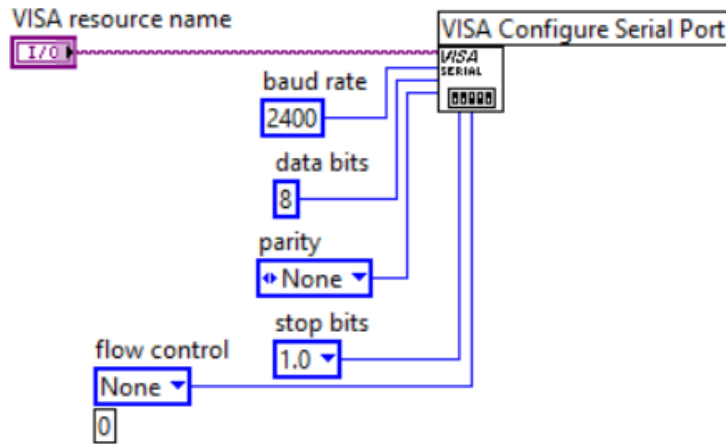 VISA resource name
I/O
VISA Configure Serial Port
VISA
SERIAL
baud rate
2400
data bits
8
parity
None
stop bits
1.0
flow control
None
0